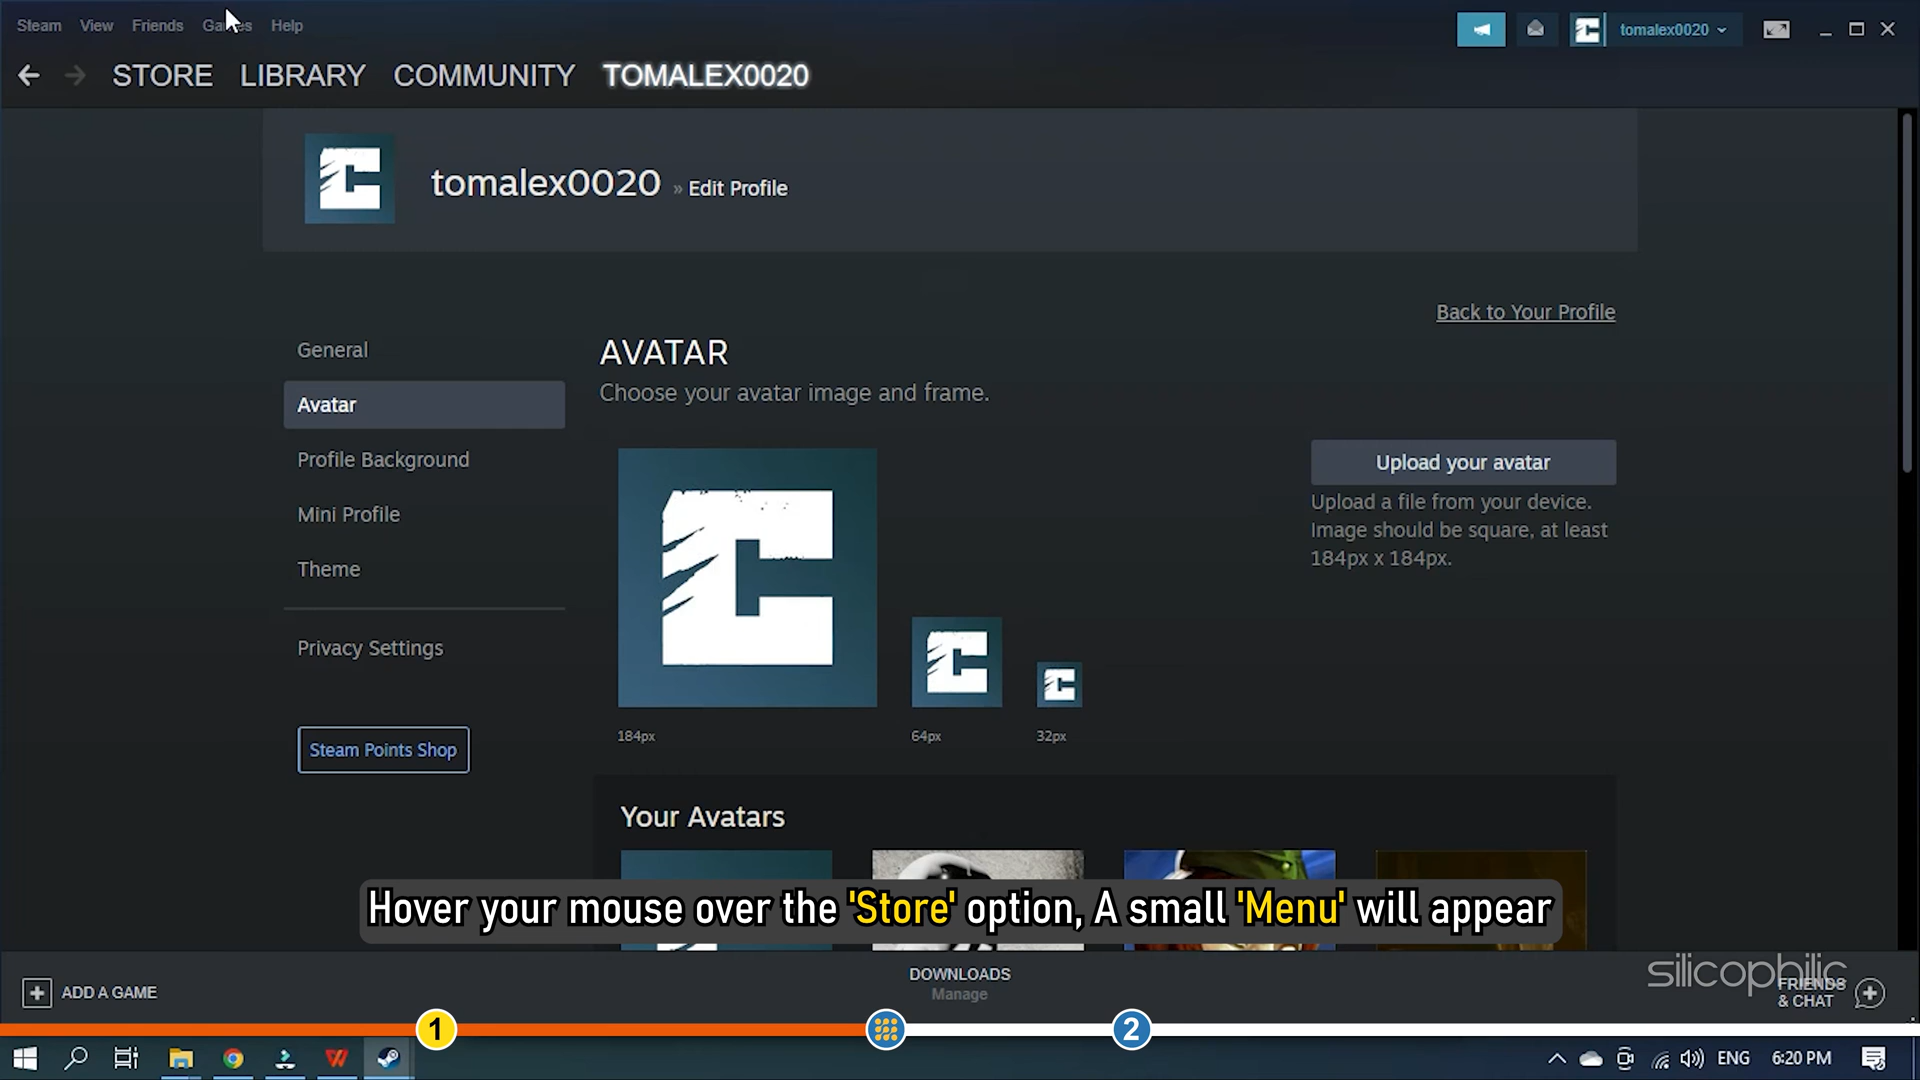 Steam View Friends Games Help
tomalex0020
STORE LIBRARY COMMUNITY TOMALEX0020
tomalex0020 » Edit Profile
Back to Your Profile
General
Avatar
Profile Background
Mini Profile
Theme
Privacy Settings
Steam Points Shop
AVATAR
Choose your avatar image and frame.
Upload your avatar
Upload a file from your device.
Image should be square, at least
184px x 184px.
184px
64px
32px
Your Avatars
Hover your mouse over the 'Store' option, A small 'Menu' will appear
ADD A GAME
DOWNLOADS
Manage
silicophilic
FRIENDS
& CHAT
1
2
ENG
6:20 PM